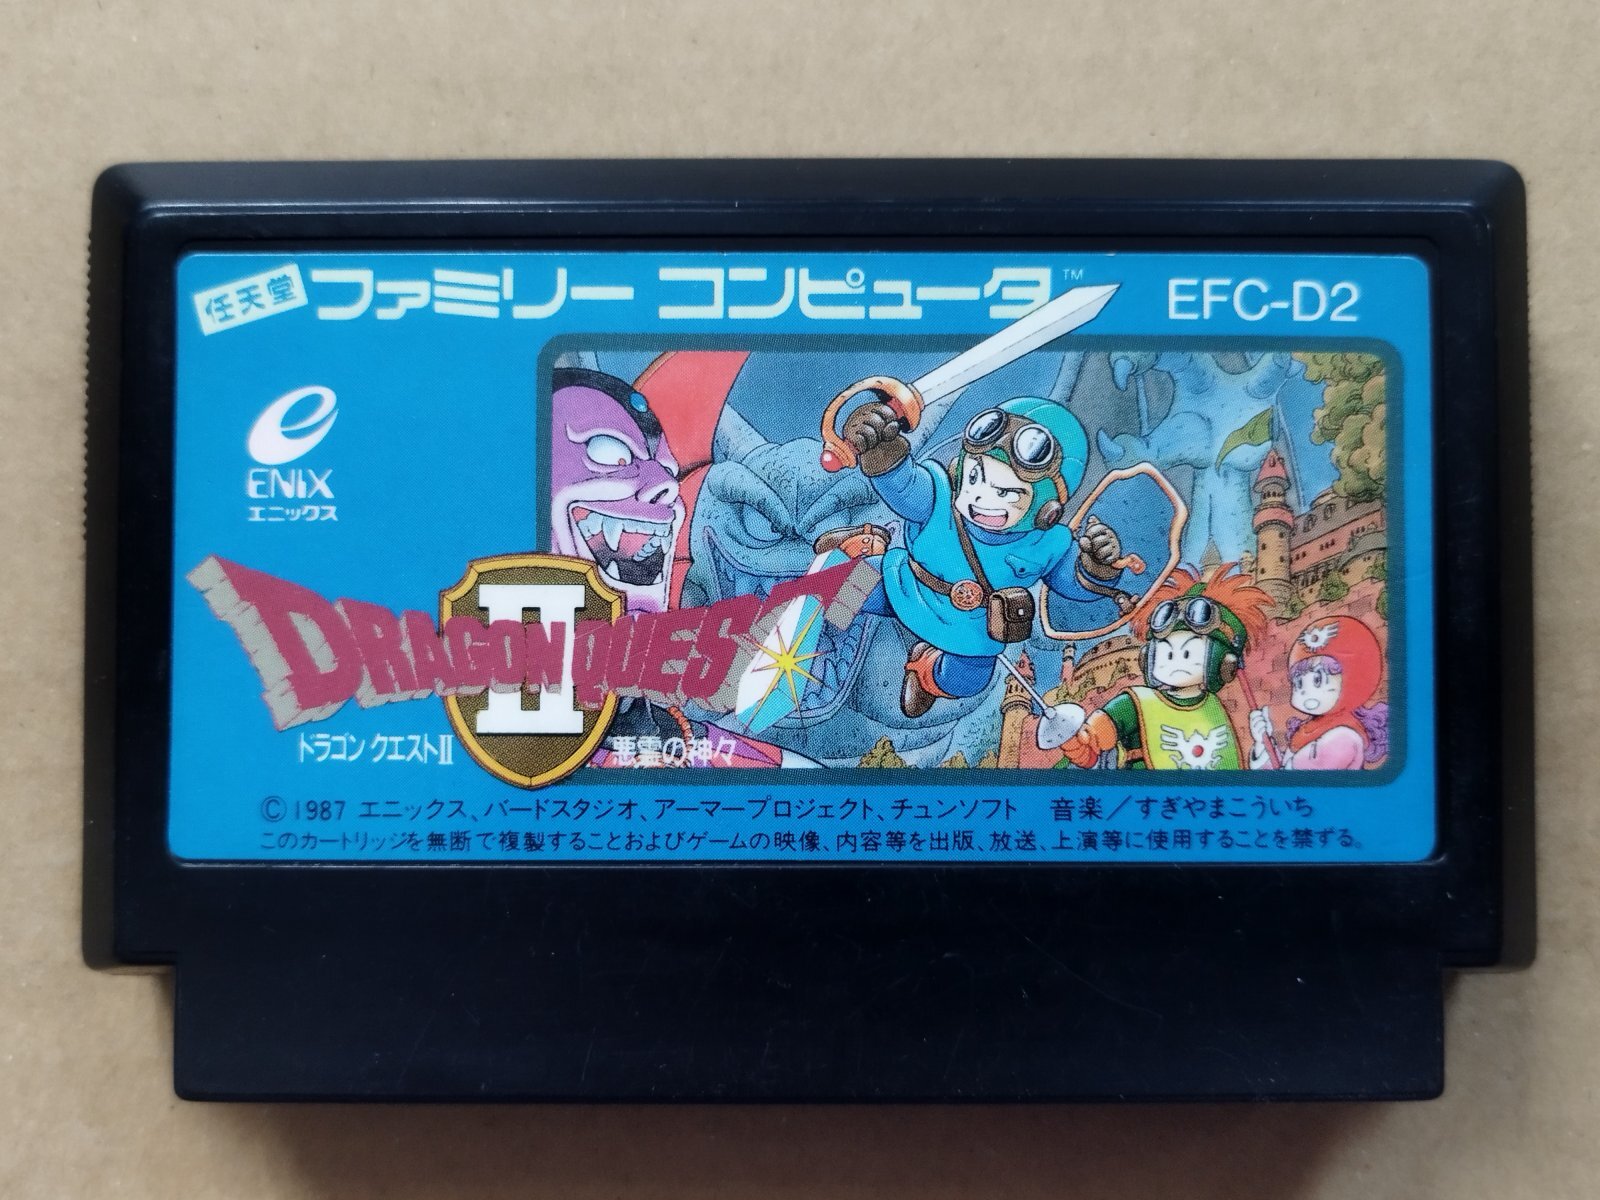 任天堂 ファミリー コンピュータ™ EFC-D2
ENIX
エニックス
DRAGON QUEST
II
ドラゴンクエストII 悪霊の神々
Ⓒ 1987 エニックス、バードスタジオ、アーマープロジェクト、チュンソフト 音楽/すぎやまこういち
このカートリッジを無断で複製することおよびゲームの映像、内容等を出版、放送、上演等に使用することを禁ずる。